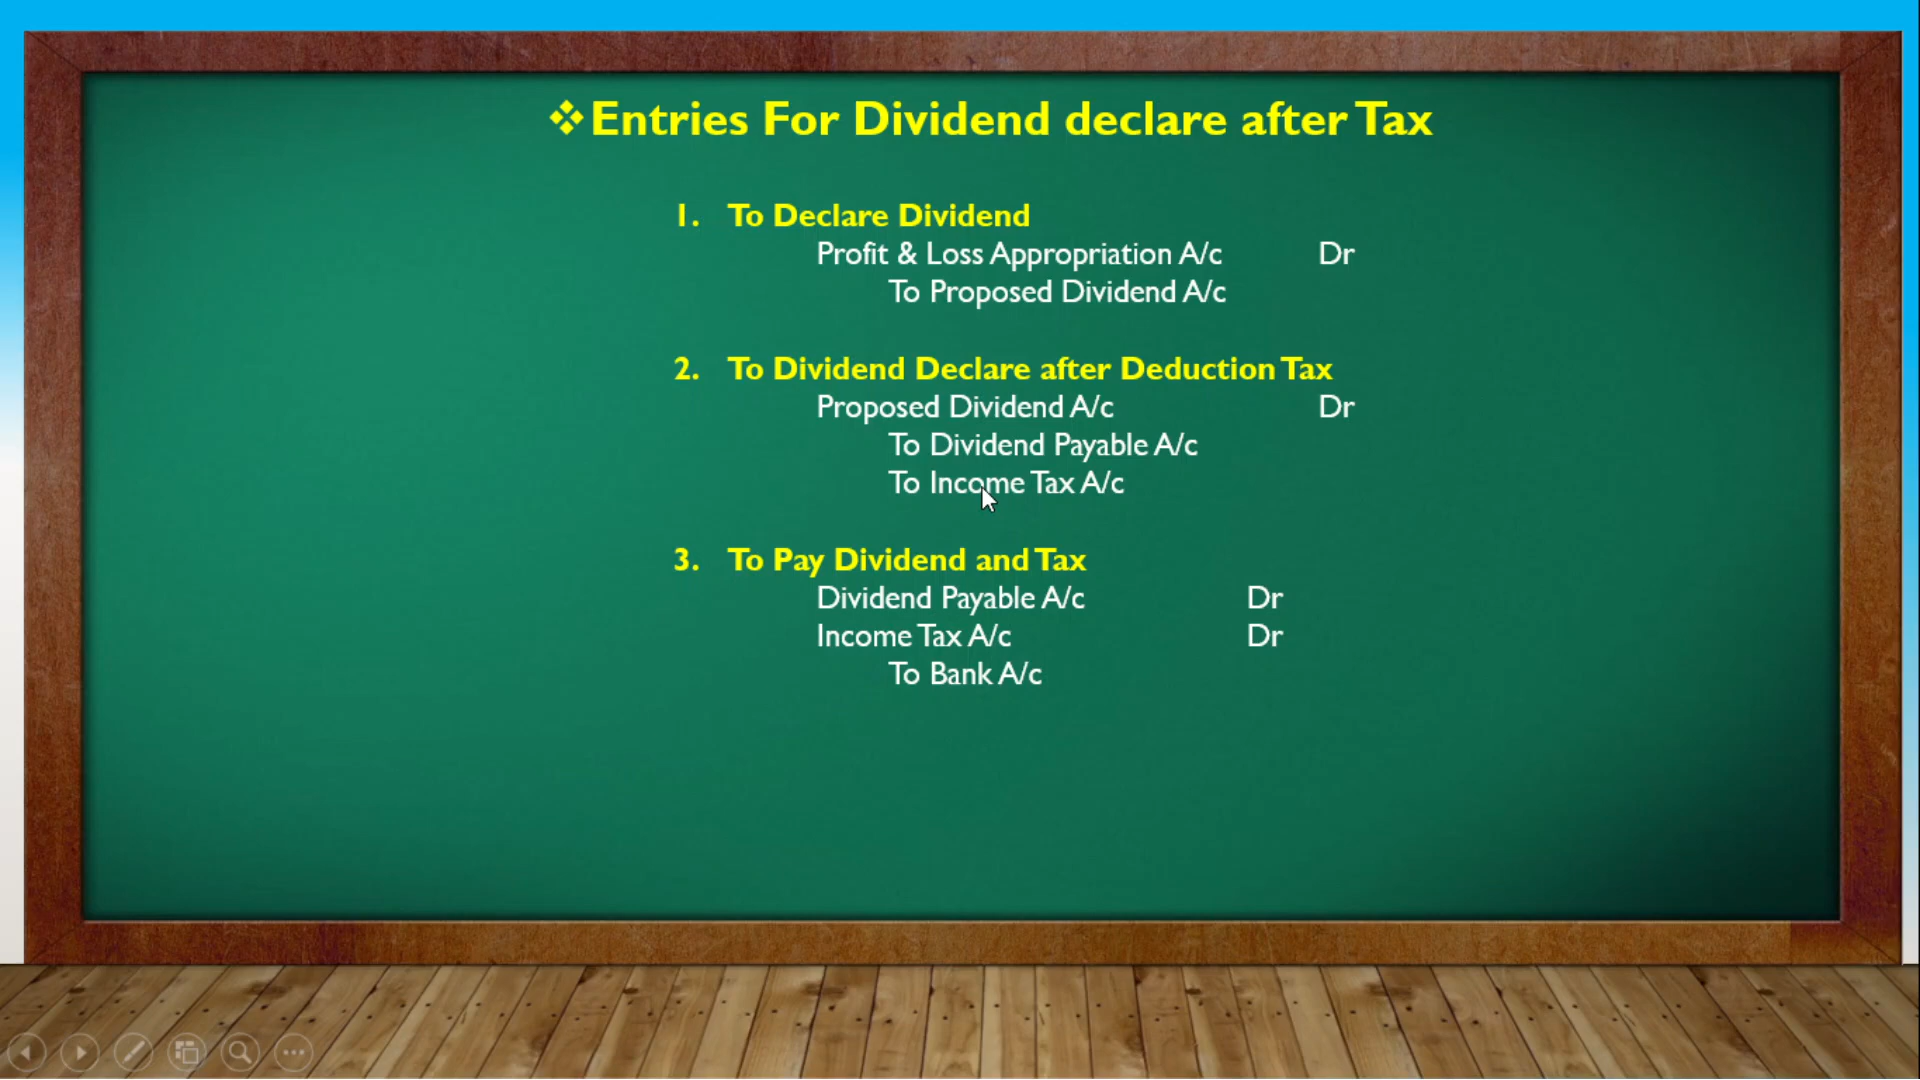 ❖Entries For Dividend declare after Tax
1. To Declare Dividend
Profit & Loss Appropriation A/c Dr
To Proposed Dividend A/c
2. To Dividend Declare after Deduction Tax
Proposed Dividend A/c Dr
To Dividend Payable A/c
To Income Tax A/c
3. To Pay Dividend and Tax
Dividend Payable A/c Dr
Income Tax A/c Dr
To Bank A/c